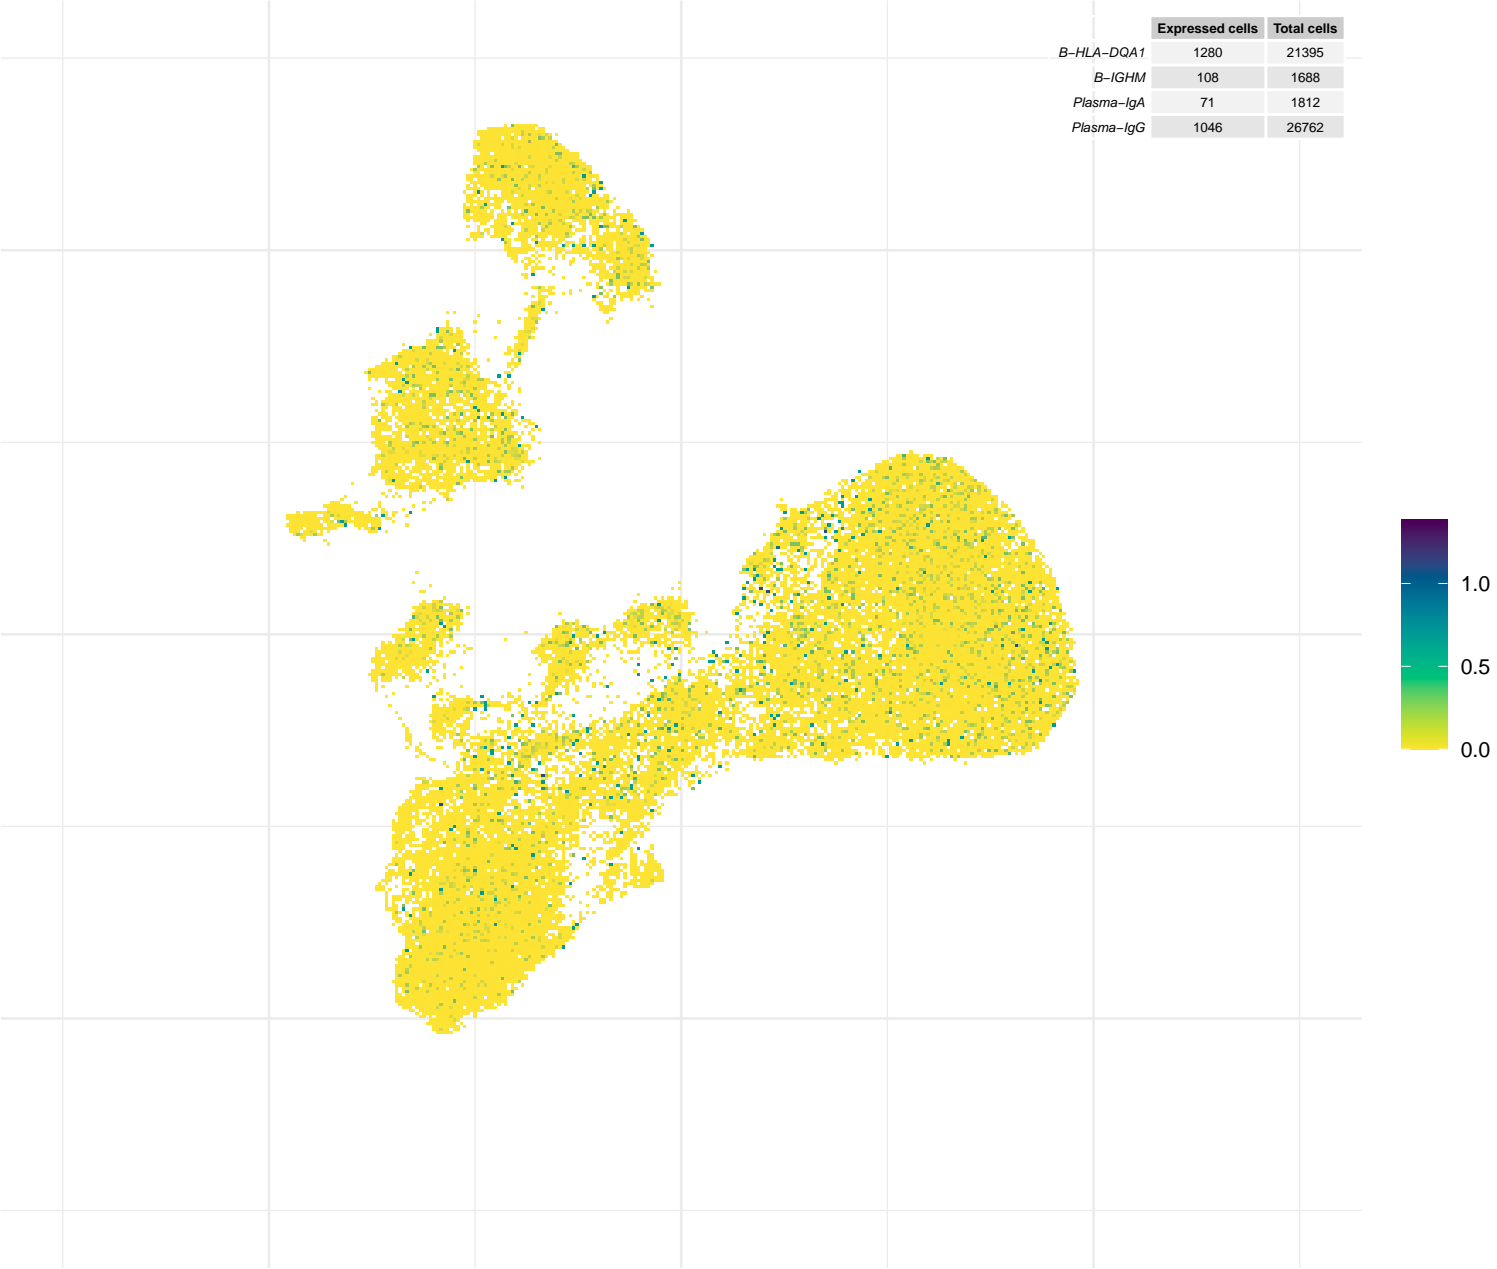 Expressed cells Total cells
B−HLA−DQA1 1280 21395
B−IGHM 108 1688
Plasma−IgA 71 1812
Plasma−IgG 1046 26762
1.0
0.5
0.0